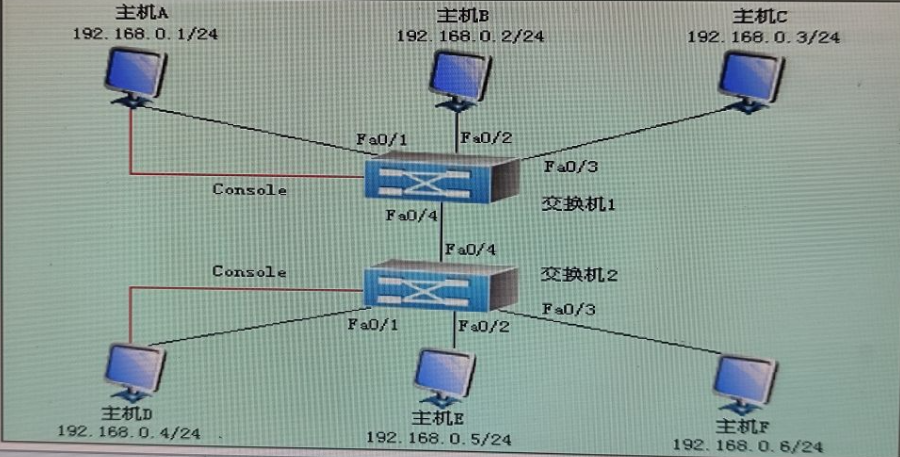 主机A
192.168.0.1/24
主机B
192.168.0.2/24
主机C
192.168.0.3/24
Fa0/1
Fa0/2
Fa0/3
Console
交换机1
Fa0/4
Fa0/4
Console
交换机2
Fa0/1
Fa0/2
Fa0/3
主机D
192.168.0.4/24
主机E
192.168.0.5/24
主机F
192.168.0.6/24